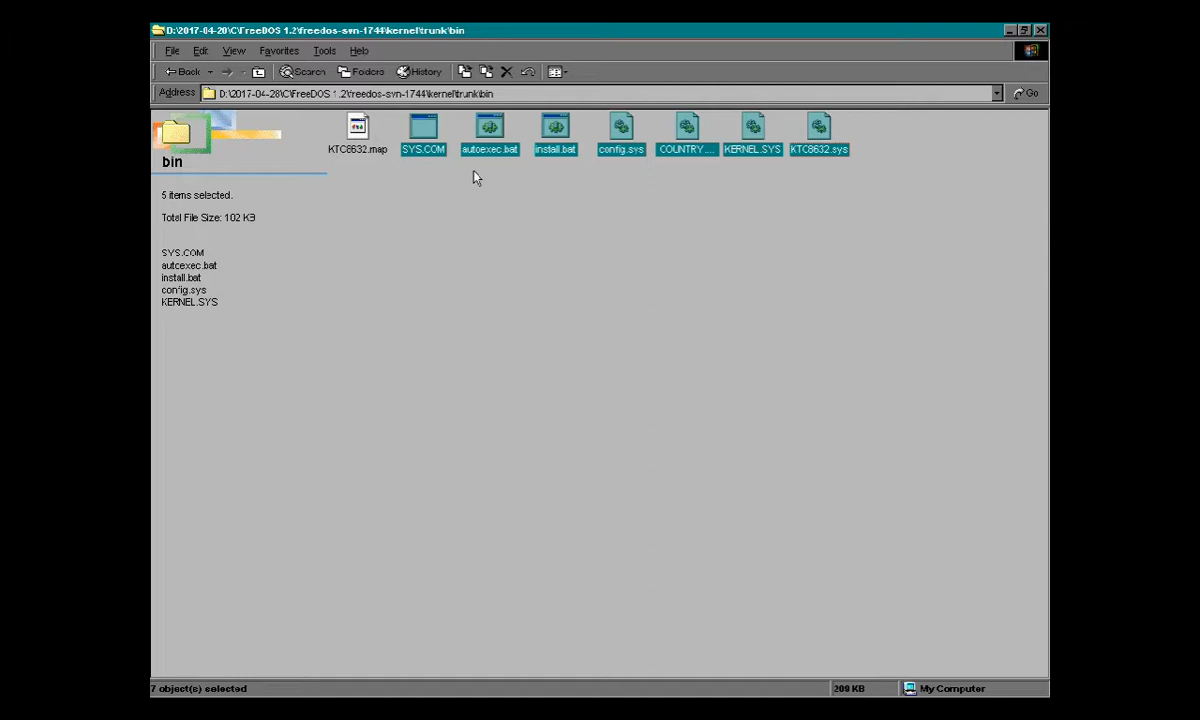 D:\2017-04-20\C\FreeDOS 1.2\freedos-svn-1744\kernel\trunk\bin
File Edit View Favorites Tools Help
Back Search Folders History
Address D:\2017-04-28\C\FreeDOS 1.2\freedos-svn-1744\kernel\trunk\bin Go
KTC8632.map SYS.COM autoexec.bat install.bat config.sys COUNTRY.... KERNEL.SYS KTC8632.sys
bin
5 items selected.
Total File Size: 102 KB
SYS.COM
autoexec.bat
install.bat
config.sys
KERNEL.SYS
7 object(s) selected 209 KB My Computer